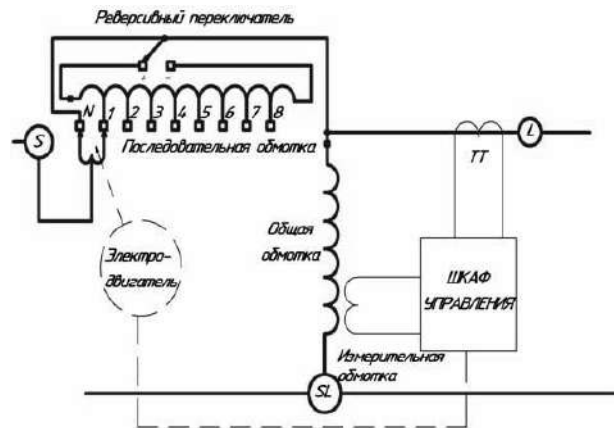 Реверсивный переключатель
N 1 2 3 4 5 6 7 8
S
Последовательная обмотка
L
ТТ
Общая
обмотка
Электро-
двигатель
ШКАФ
УПРАВЛЕНИЯ
Измерительная
обмотка
SL